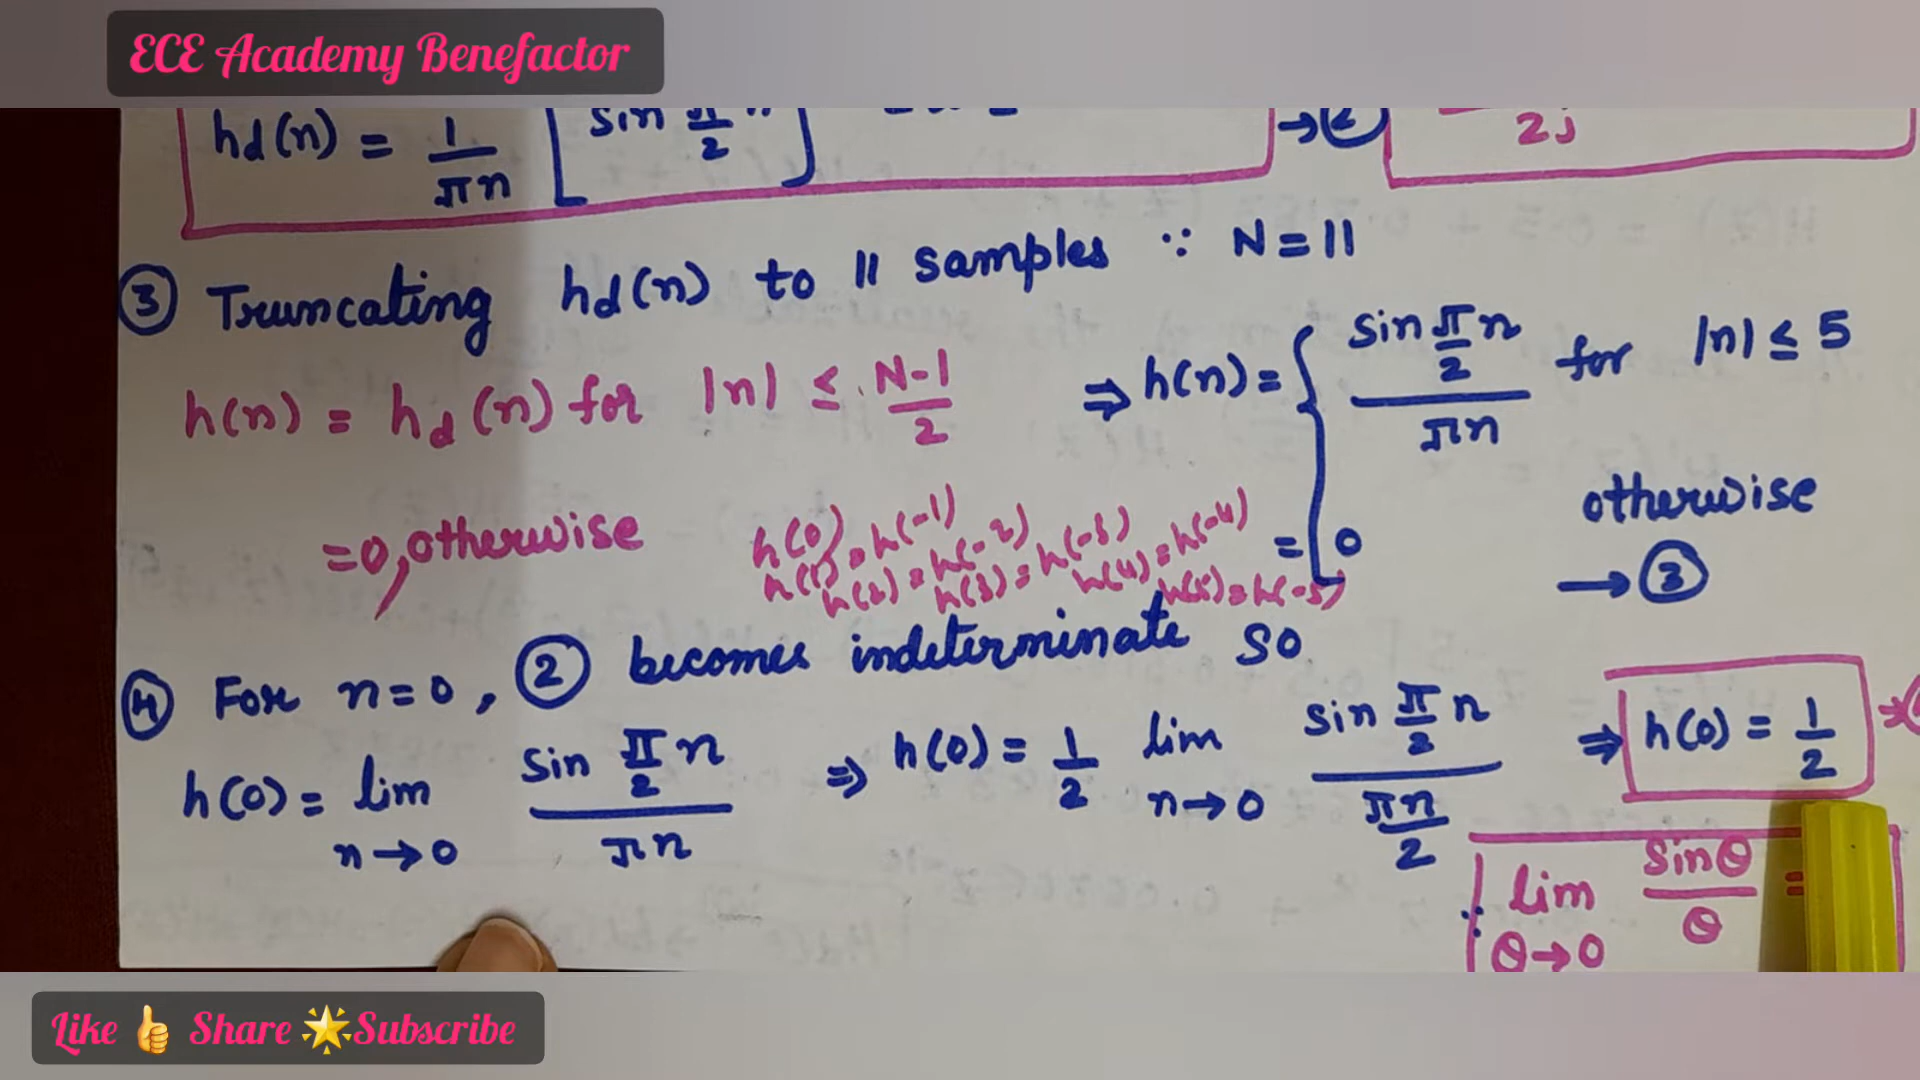 ECE Academy Benefactor
hd(n) = 1/πn [sin π/2 n] → ② 2j
③ Truncating hd(n) to 11 samples ∵ N = 11
h(n) = hd(n) for |n| ≤ N-1/2 ⇒ h(n) = { sin π/2 n / πn for |n| ≤ 5
= 0, otherwise = 0 otherwise → ③
h(0)
h(1) = h(-1)
h(2) = h(-2)
h(3) = h(-3)
h(4) = h(-4)
h(5) = h(-5)
④ For n = 0, ② becomes indeterminate so
h(0) = lim n→0 sin π/2 n / πn ⇒ h(0) = 1/2 lim n→0 sin π/2 n / πn/2 ⇒ h(0) = 1/2
∵ lim θ→0 sinθ/θ =
Like 👍 Share 🌟Subscribe